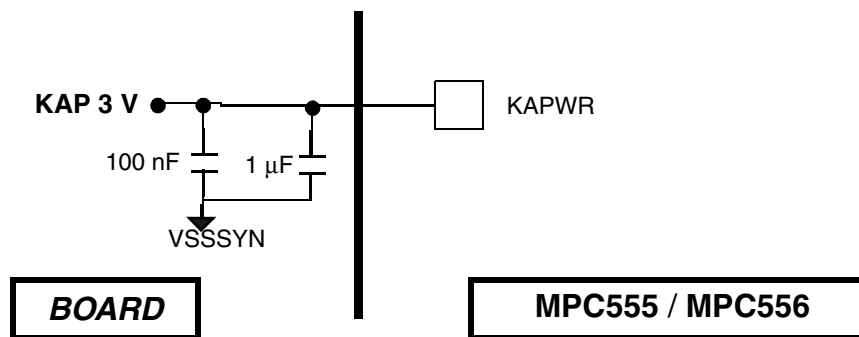 KAP 3 V
KAPWR
100 nF
1 μF
VSSSYN
BOARD
MPC555 / MPC556